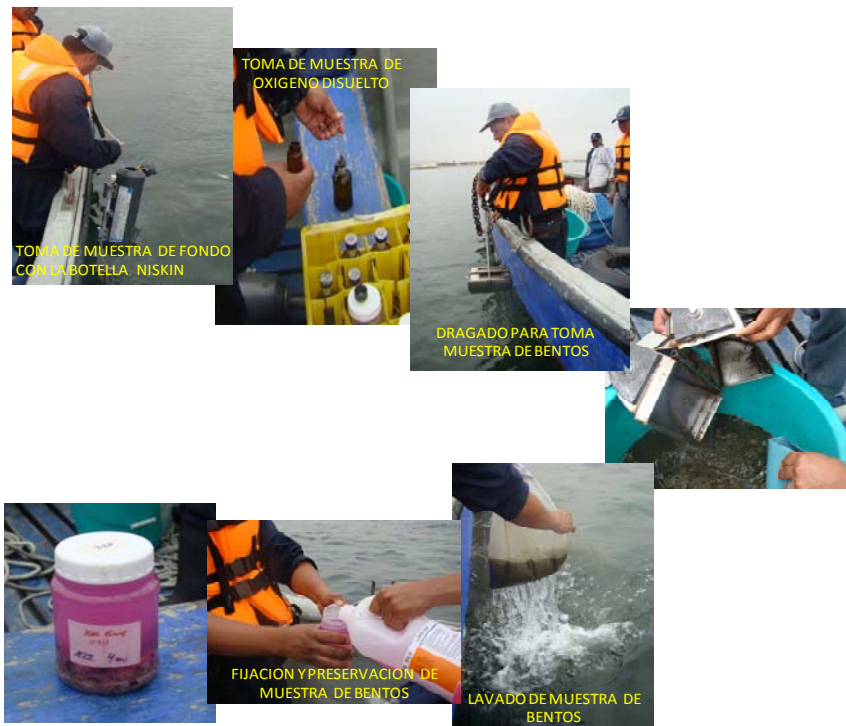 TOMA DE MUESTRA DE FONDO
CON LA BOTELLA NISKIN
TOMA DE MUESTRA DE
OXIGENO DISUELTO
DRAGADO PARA TOMA
MUESTRA DE BENTOS
FIJACION Y PRESERVACION DE
MUESTRA DE BENTOS
LAVADO DE MUESTRA DE
BENTOS